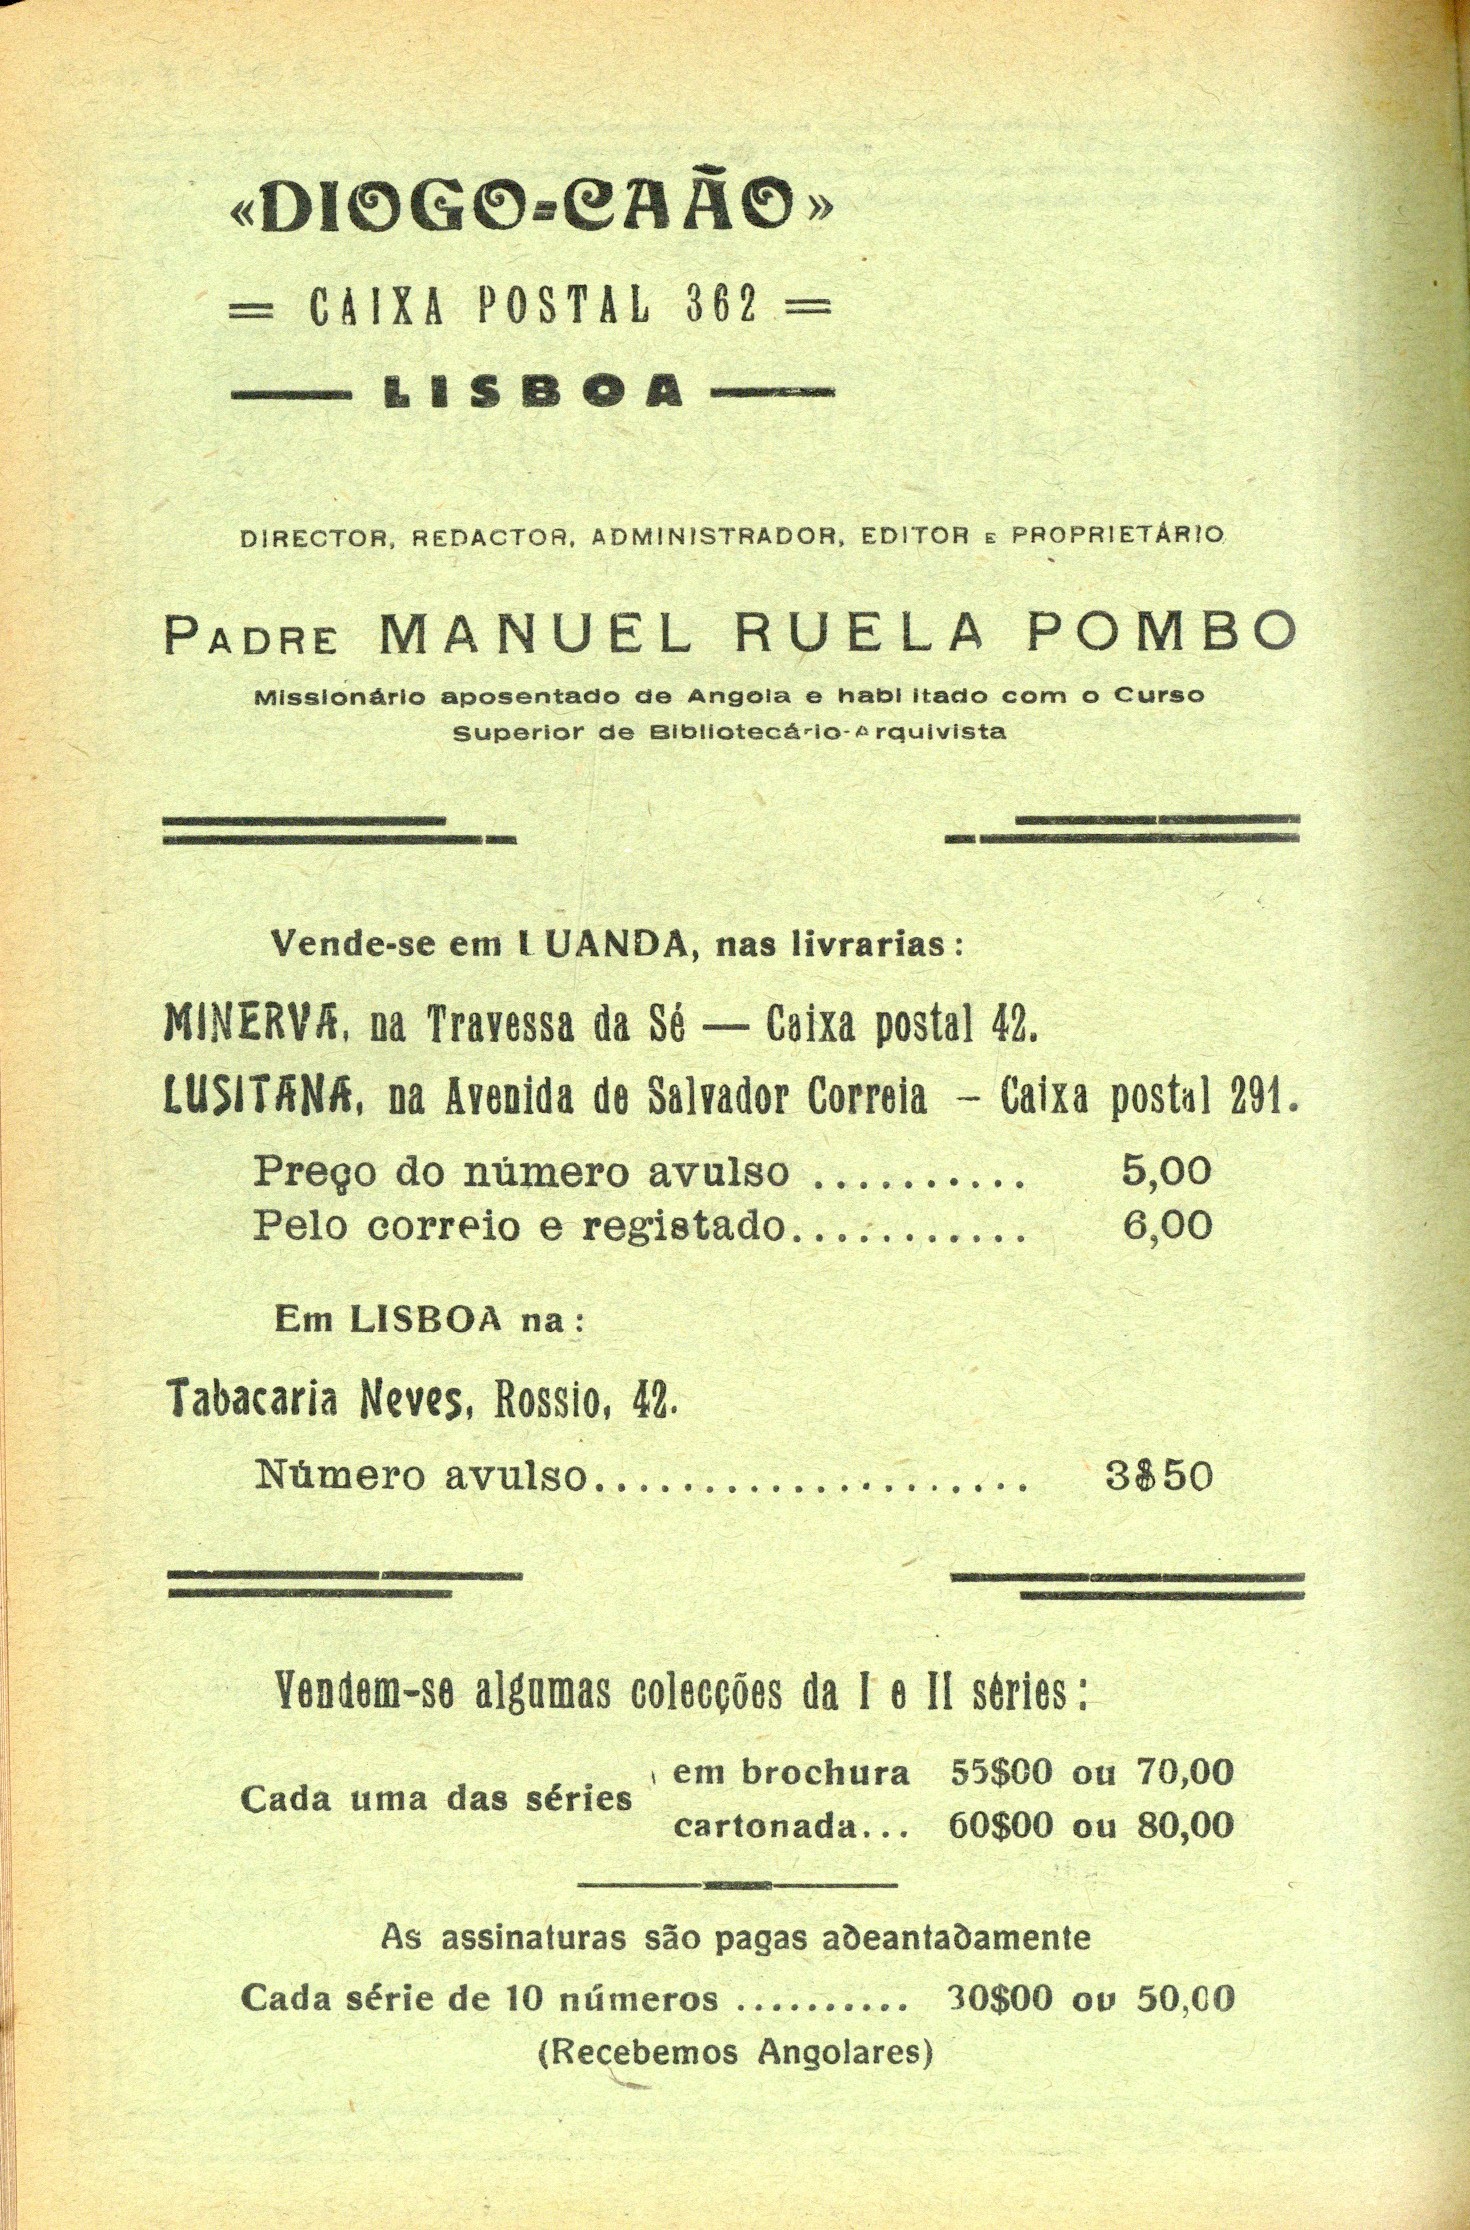 «DIOGO=CAÃO»
= CAIXA POSTAL 362 =
— LISBOA —
DIRECTOR, REDACTOR, ADMINISTRADOR, EDITOR E PROPRIETÁRIO
PADRE MANUEL RUELA POMBO
Missionário aposentado de Angola e habilitado com o Curso
Superior de Bibliotecário-Arquivista
Vende-se em LUANDA, nas livrarias:
MINERVA, na Travessa da Sé — Caixa postal 42.
LUSITANA, na Avenida de Salvador Correia – Caixa postal 291.
Preço do número avulso .......... 5,00
Pelo correio e registado........... 6,00
Em LISBOA na:
Tabacaria Neves, Rossio, 42.
Número avulso.................... 3$50
Vendem-se algumas colecções da I e II séries:
em brochura 55$00 ou 70,00
Cada uma das séries
cartonada... 60$00 ou 80,00
As assinaturas são pagas adeantadamente
Cada série de 10 números .......... 30$00 ou 50,00
(Recebemos Angolares)